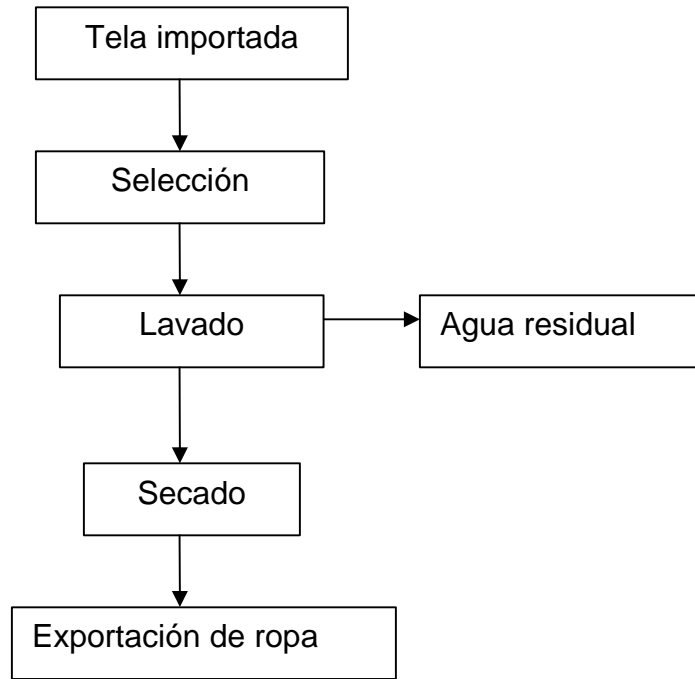 Tela importada
Selección
Lavado
Agua residual
Secado
Exportación de ropa